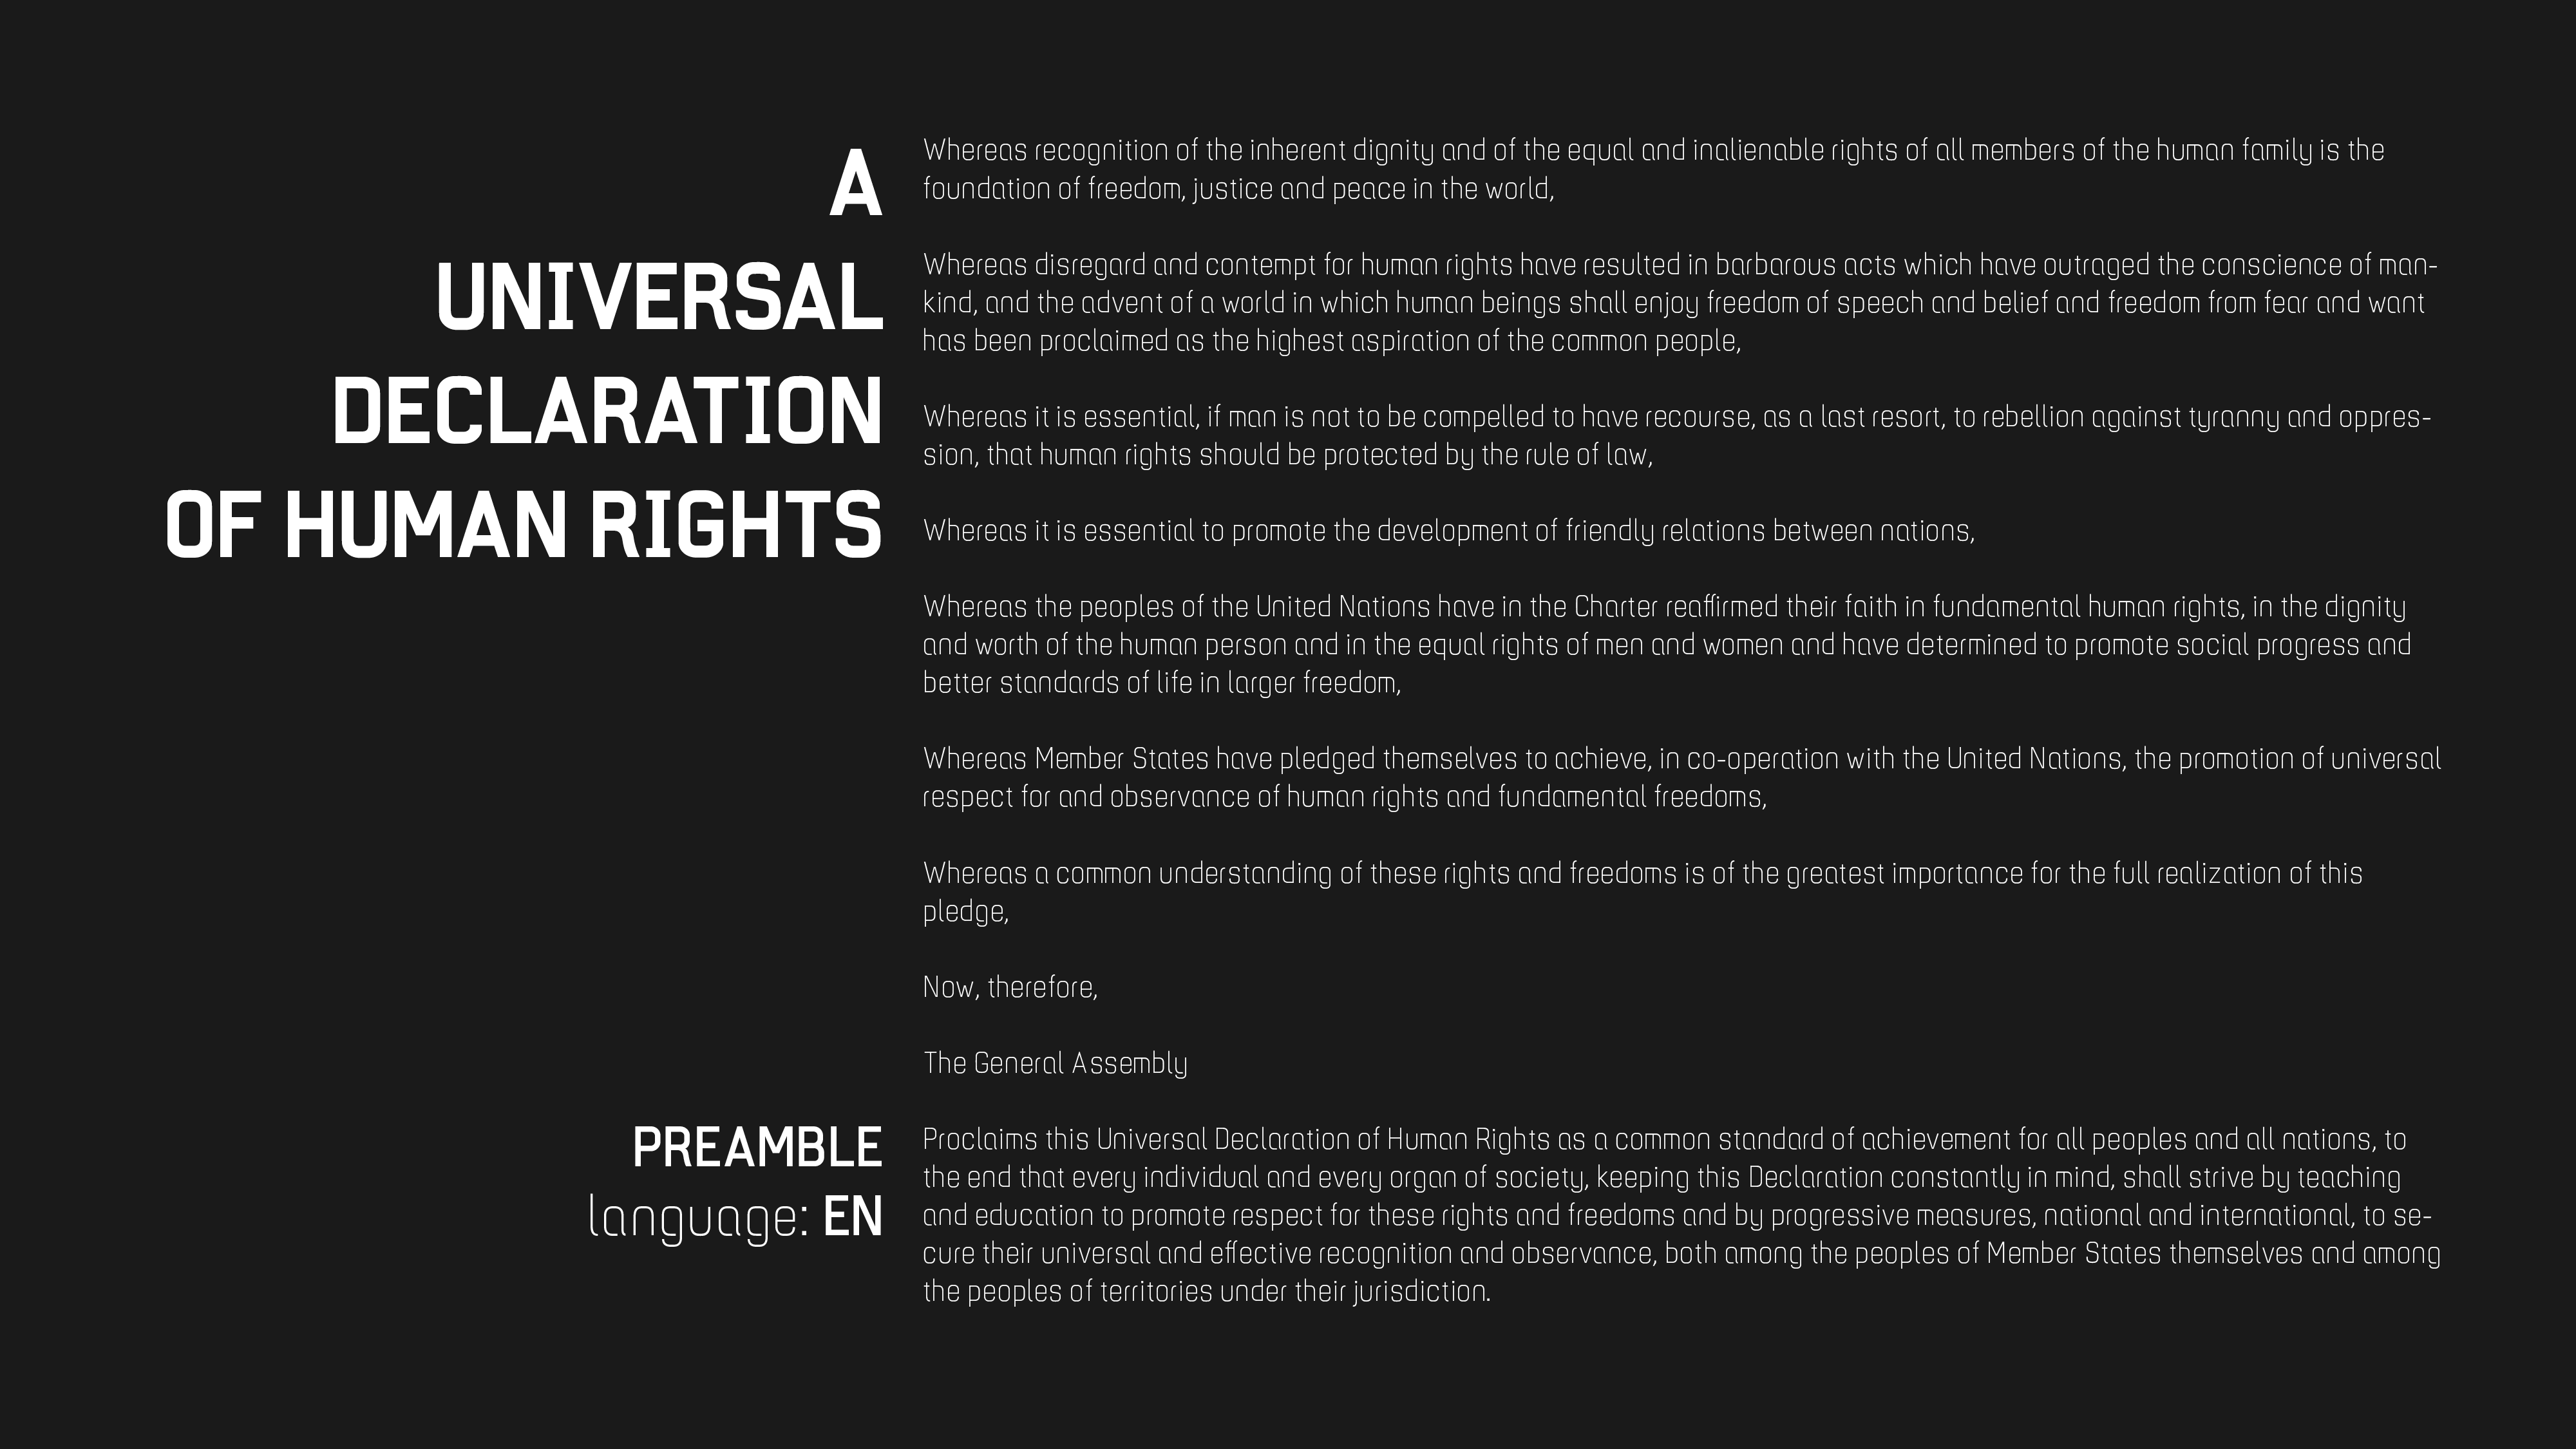 A
UNIVERSAL
DECLARATION
OF HUMAN RIGHTS
PREAMBLE
language: EN
Whereas recognition of the inherent dignity and of the equal and inalienable rights of all members of the human family is the
foundation of freedom, justice and peace in the world,
Whereas disregard and contempt for human rights have resulted in barbarous acts which have outraged the conscience of man-
kind, and the advent of a world in which human beings shall enjoy freedom of speech and belief and freedom from fear and want
has been proclaimed as the highest aspiration of the common people,
Whereas it is essential, if man is not to be compelled to have recourse, as a last resort, to rebellion against tyranny and oppres-
sion, that human rights should be protected by the rule of law,
Whereas it is essential to promote the development of friendly relations between nations,
Whereas the peoples of the United Nations have in the Charter reaffirmed their faith in fundamental human rights, in the dignity
and worth of the human person and in the equal rights of men and women and have determined to promote social progress and
better standards of life in larger freedom,
Whereas Member States have pledged themselves to achieve, in co-operation with the United Nations, the promotion of universal
respect for and observance of human rights and fundamental freedoms,
Whereas a common understanding of these rights and freedoms is of the greatest importance for the full realization of this
pledge,
Now, therefore,
The General Assembly
Proclaims this Universal Declaration of Human Rights as a common standard of achievement for all peoples and all nations, to
the end that every individual and every organ of society, keeping this Declaration constantly in mind, shall strive by teaching
and education to promote respect for these rights and freedoms and by progressive measures, national and international, to se-
cure their universal and effective recognition and observance, both among the peoples of Member States themselves and among
the peoples of territories under their jurisdiction.